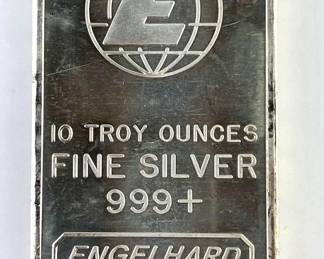 E
10 TROY OUNCES
FINE SILVER
999+
ENGELHARD